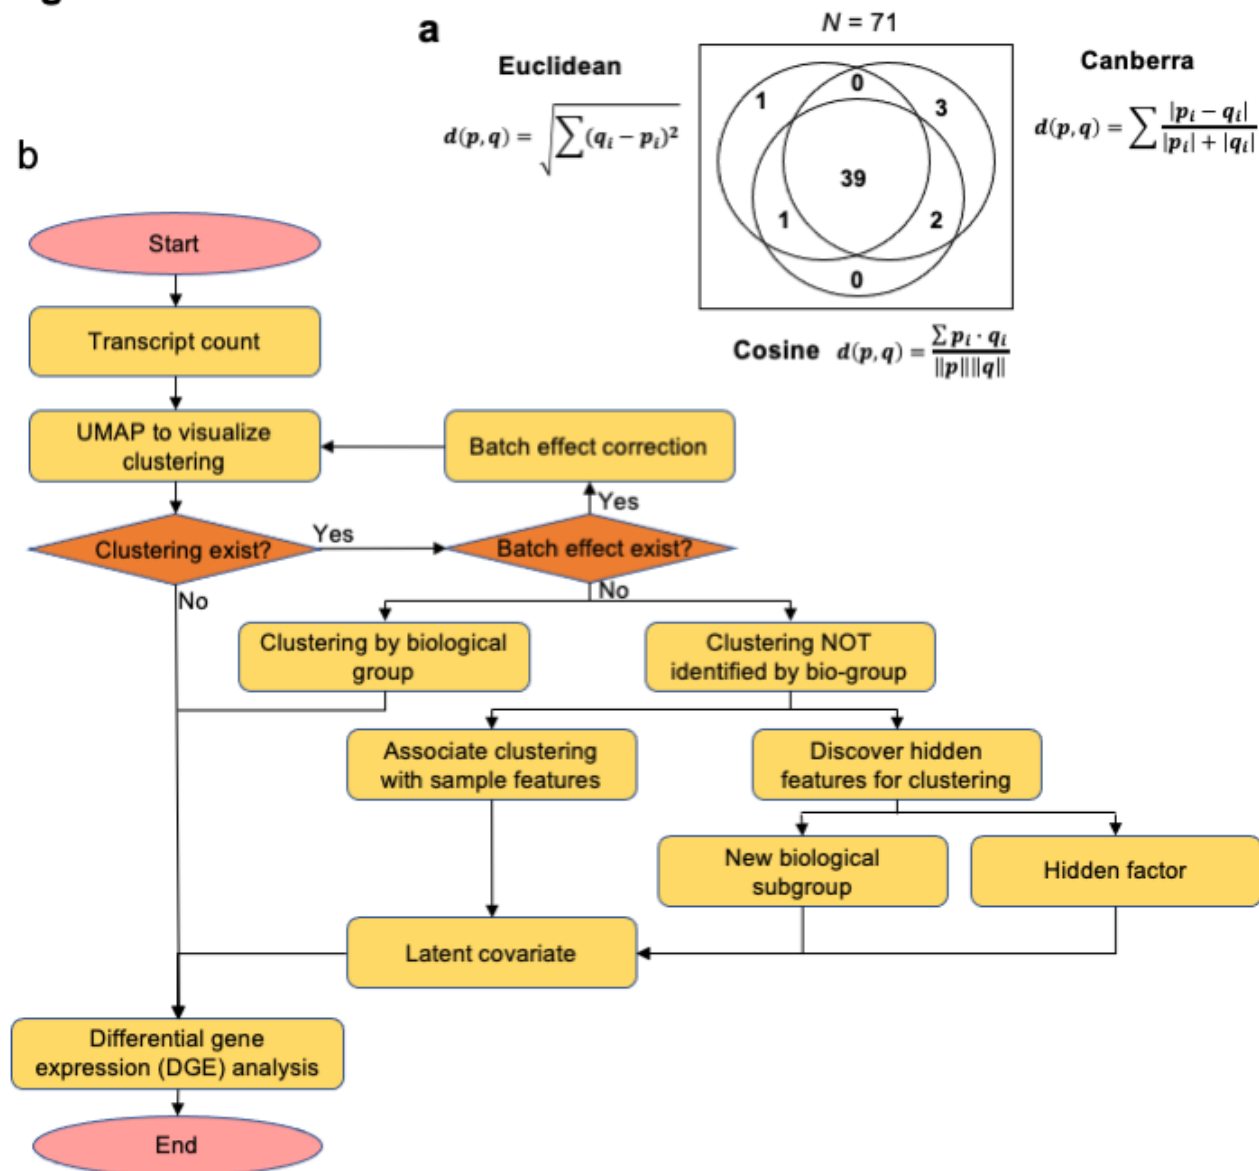 a
N = 71
Euclidean
d(p,q) = √∑(qᵢ − pᵢ)²
Canberra
d(p,q) = ∑ |pᵢ − qᵢ| / |pᵢ| + |qᵢ|
1
0
3
39
1
2
0
Cosine d(p,q) = ∑ pᵢ · qᵢ / ||p||||q||
b
Start
Transcript count
UMAP to visualize
clustering
Batch effect correction
Yes
Clustering exist?
Yes
Batch effect exist?
No
No
Clustering by biological
group
Clustering NOT
identified by bio-group
Associate clustering
with sample features
Discover hidden
features for clustering
New biological
subgroup
Hidden factor
Latent covariate
Differential gene
expression (DGE) analysis
End